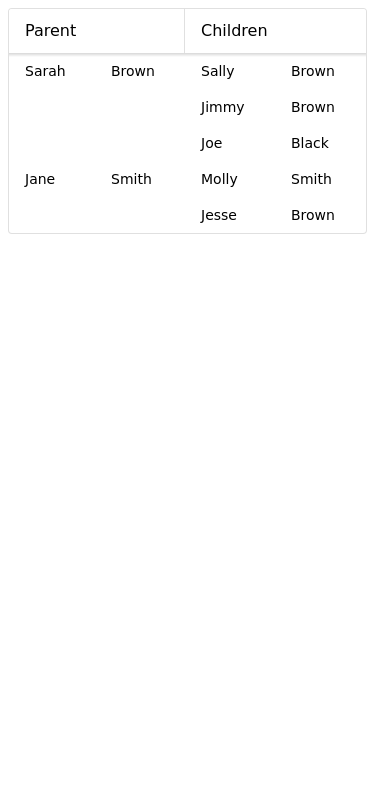 Parent Children
Sarah Brown Sally Brown
Jimmy Brown
Joe Black
Jane Smith Molly Smith
Jesse Brown